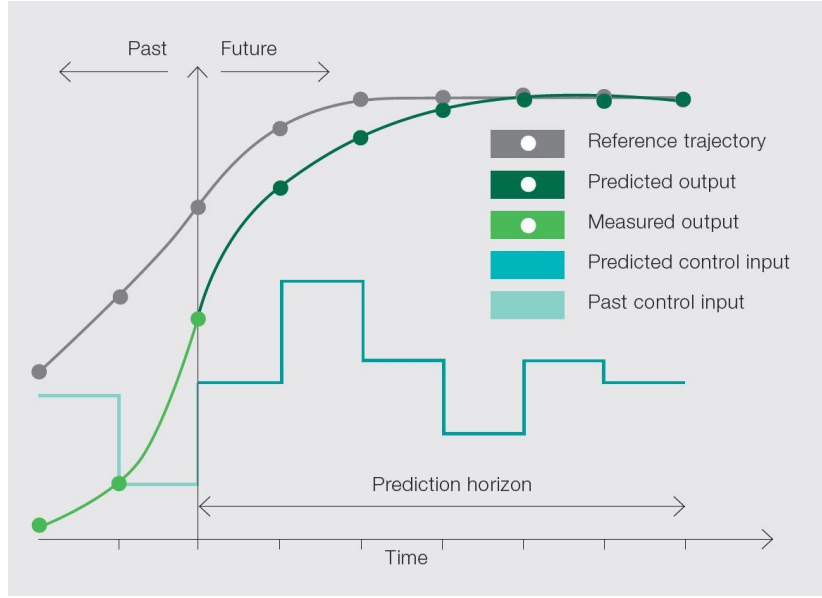 Past
Future
Reference trajectory
Predicted output
Measured output
Predicted control input
Past control input
Prediction horizon
Time